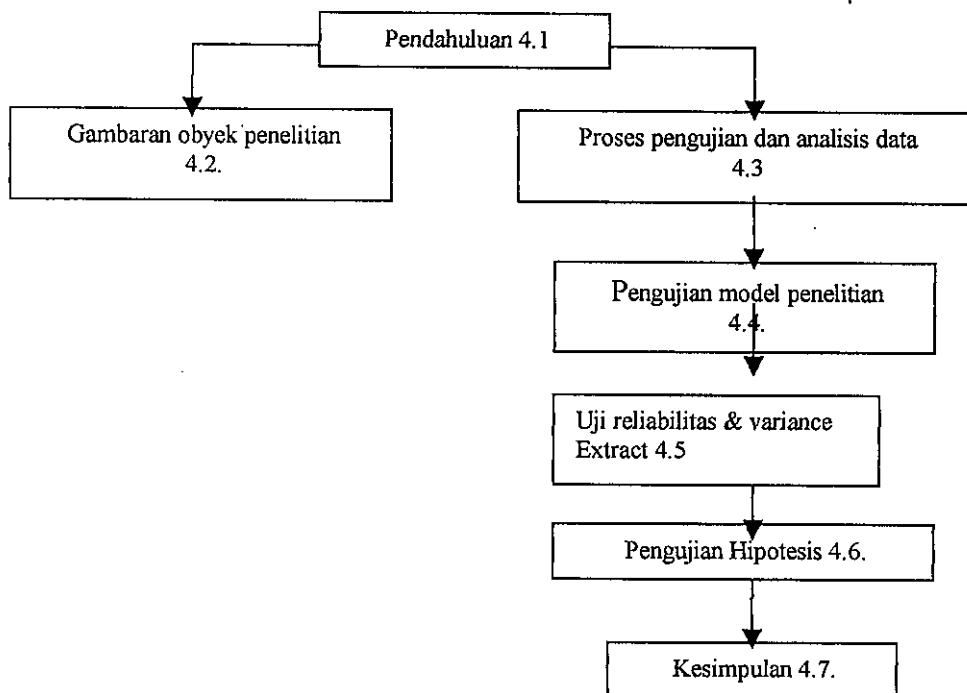 Pendahuluan 4.1
Gambaran obyek penelitian
4.2.
Proses pengujian dan analisis data
4.3
Pengujian model penelitian
4.4.
Uji reliabilitas & variance
Extract 4.5
Pengujian Hipotesis 4.6.
Kesimpulan 4.7.